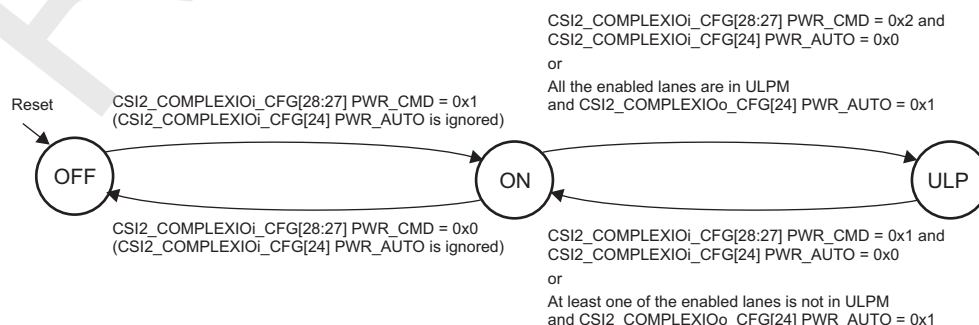 CSI2_COMPLEXIOi_CFG[28:27] PWR_CMD = 0x2 and
CSI2_COMPLEXIOi_CFG[24] PWR_AUTO = 0x0
or
All the enabled lanes are in ULPM
and CSI2_COMPLEXIOo_CFG[24] PWR_AUTO = 0x1
Reset
CSI2_COMPLEXIOi_CFG[28:27] PWR_CMD = 0x1
(CSI2_COMPLEXIOi_CFG[24] PWR_AUTO is ignored)
OFF
ON
ULP
CSI2_COMPLEXIOi_CFG[28:27] PWR_CMD = 0x0
(CSI2_COMPLEXIOi_CFG[24] PWR_AUTO is ignored)
CSI2_COMPLEXIOi_CFG[28:27] PWR_CMD = 0x1 and
CSI2_COMPLEXIOi_CFG[24] PWR_AUTO = 0x0
or
At least one of the enabled lanes is not in ULPM
and CSI2_COMPLEXIOo_CFG[24] PWR_AUTO = 0x1